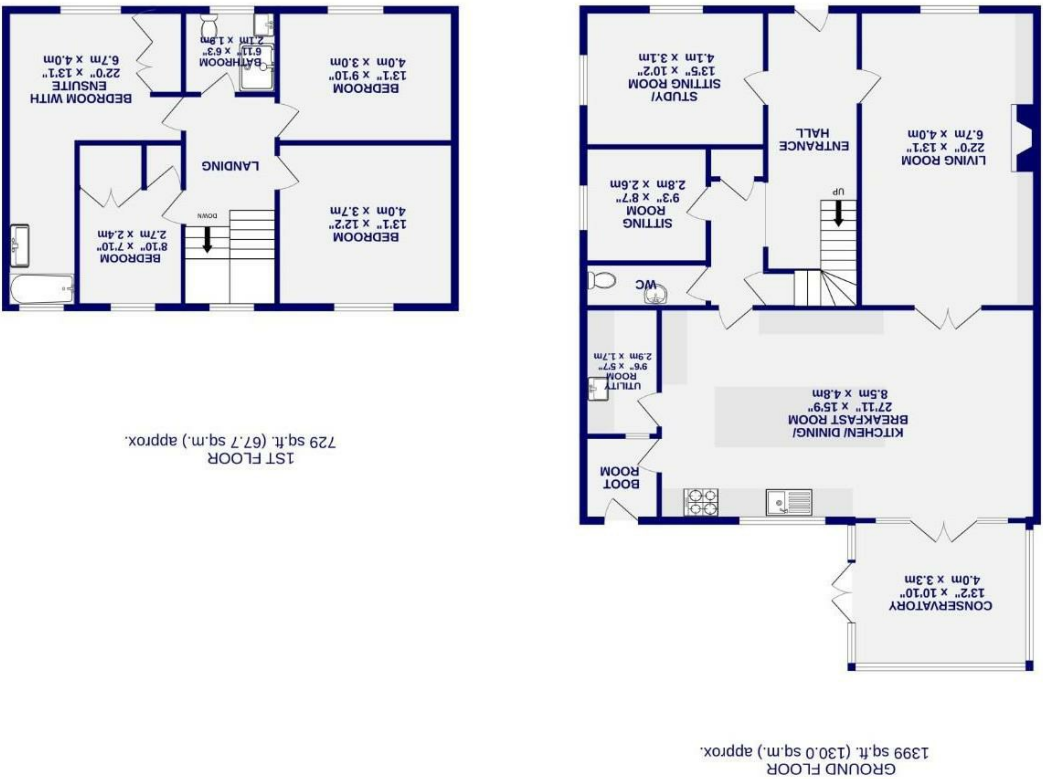 GROUND FLOOR
1399 sq.ft. (130.0 sq.m.) approx.
CONSERVATORY
13'2" x 10'10"
4.0m x 3.3m
BOOT
ROOM
KITCHEN/ DINING/
BREAKFAST ROOM
27'11" x 15'9"
8.5m x 4.8m
UTILITY
ROOM
9'6" x 5'7"
2.9m x 1.7m
WC
UP
SITTING
ROOM
9'3" x 8'7"
2.8m x 2.6m
LIVING ROOM
22'0" x 13'1"
6.7m x 4.0m
ENTRANCE
HALL
STUDY/
SITTING ROOM
13'5" x 10'2"
4.1m x 3.1m
1ST FLOOR
729 sq.ft. (67.7 sq.m.) approx.
BEDROOM
13'1" x 12'2"
4.0m x 3.7m
DOWN
BEDROOM
8'10" x 7'10"
2.7m x 2.4m
LANDING
BEDROOM
13'1" x 9'10"
4.0m x 3.0m
BATHROOM
6'11" x 6'3"
2.1m x 1.9m
BEDROOM WITH
ENSUITE
22'0" x 13'1"
6.7m x 4.0m